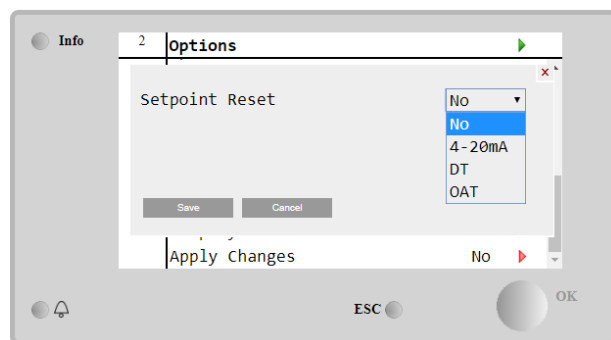 Info
2 Options
x
Setpoint Reset No
No
4-20mA
DT
OAT
Save Cancel
Apply Changes No
OK
ESC